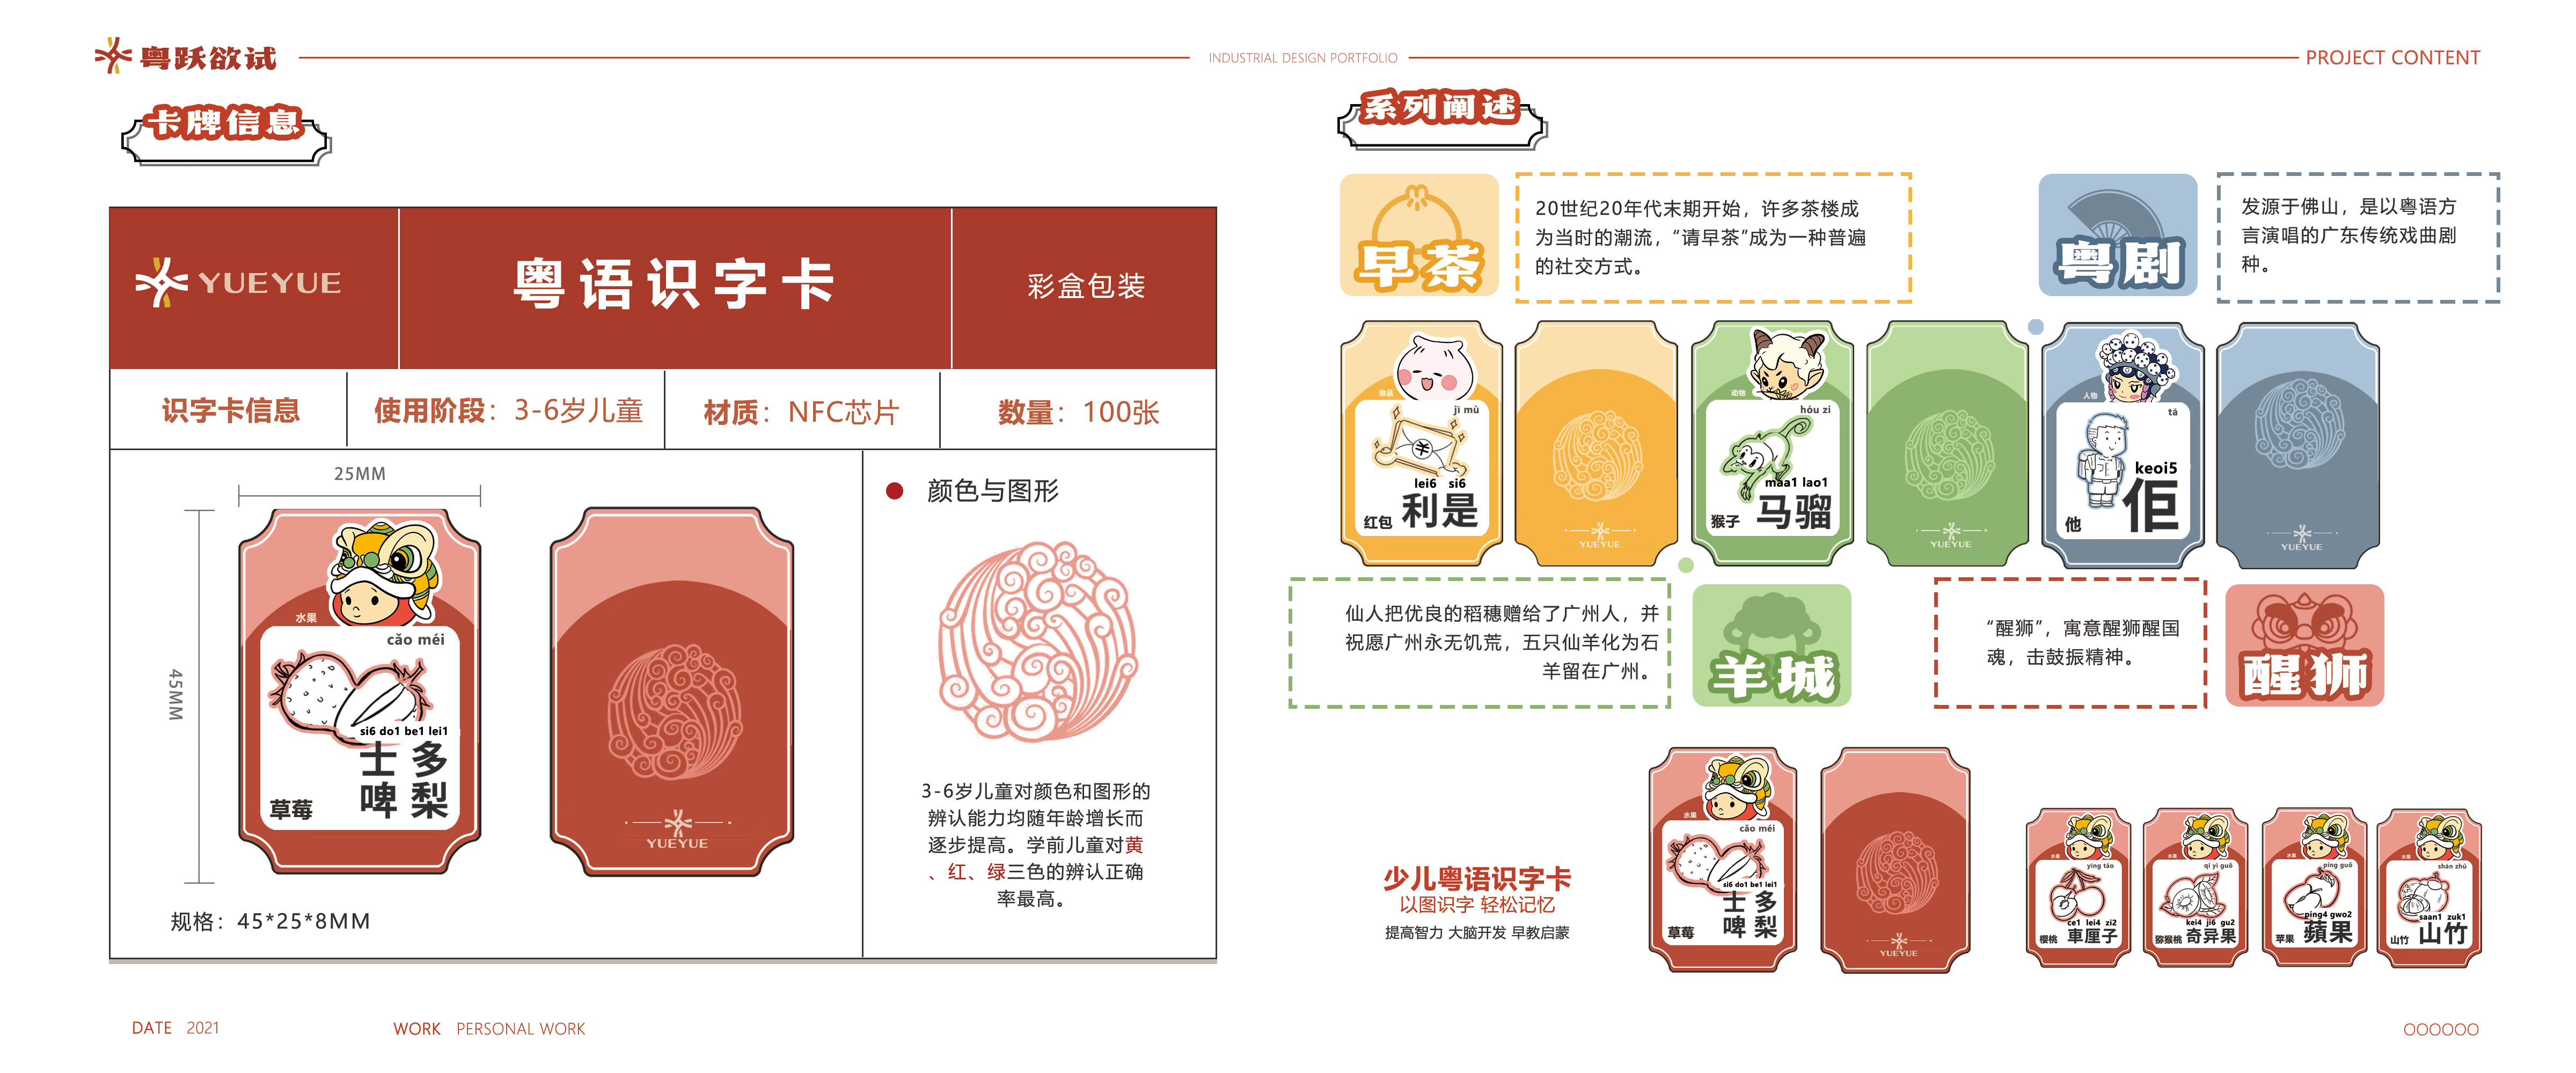 粤跃欲试
INDUSTRIAL DESIGN PORTFOLIO
PROJECT CONTENT
卡牌信息
YUEYUE
粤语识字卡
彩盒包装
识字卡信息
使用阶段：3-6岁儿童
材质：NFC芯片
数量：100张
25MM
45MM
水果
cǎo méi
si6 do1 be1 lei1
士多
啤梨
草莓
YUEYUE
规格：45*25*8MM
颜色与图形
3-6岁儿童对颜色和图形的
辨认能力均随年龄增长而
逐步提高。学前儿童对黄
、红、绿三色的辨认正确
率最高。
系列阐述
早茶
20世纪20年代末期开始，许多茶楼成
为当时的潮流，“请早茶”成为一种普遍
的社交方式。
粤剧
发源于佛山，是以粤语方
言演唱的广东传统戏曲剧
种。
物品
jī mù
lei6 si6
红包 利是
YUEYUE
动物
hóu zi
maa1 lao1
猴子 马骝
YUEYUE
人物
tā
keoi5
他 佢
YUEYUE
仙人把优良的稻穗赠给了广州人，并
祝愿广州永无饥荒，五只仙羊化为石
羊留在广州。
羊城
“醒狮”，寓意醒狮醒国
魂，击鼓振精神。
醒狮
少儿粤语识字卡
以图识字 轻松记忆
提高智力 大脑开发 早教启蒙
水果
cǎo méi
si6 do1 be1 lei1
士多
啤梨
草莓
YUEYUE
水果
ying táo
ce1 lei4 zi2
樱桃 車厘子
水果
qí yì guǒ
kei4 ji6 gu2
猕猴桃 奇异果
水果
píng guǒ
ping4 gwo2
苹果 蘋果
水果
shān zhú
saan1 zuk1
山竹 山竹
DATE 2021
WORK PERSONAL WORK
OOOOOO